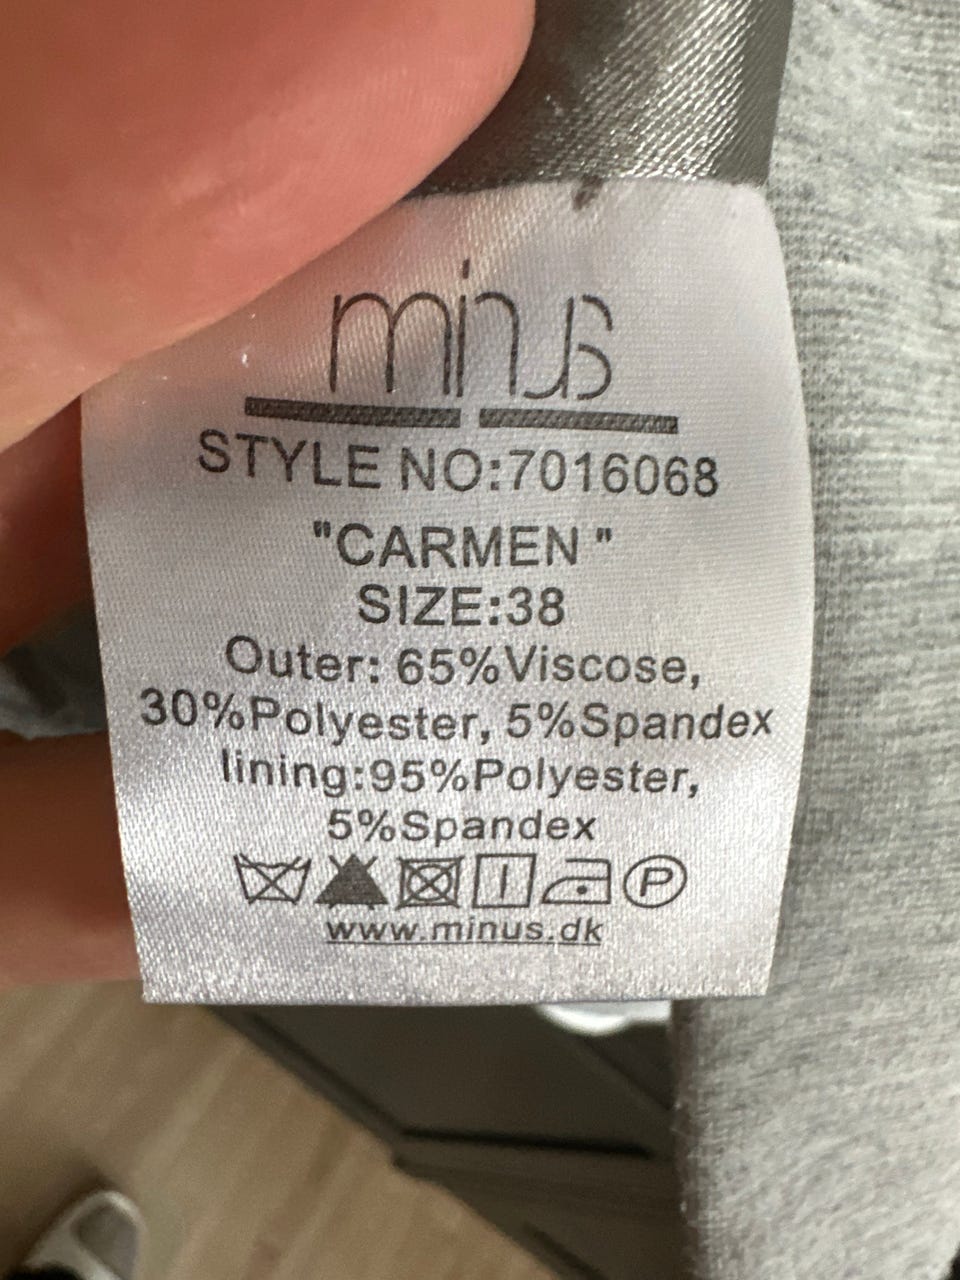 minus
STYLE NO:7016068
"CARMEN "
SIZE:38
Outer: 65%Viscose,
30%Polyester, 5%Spandex
lining:95%Polyester,
5%Spandex
P
www.minus.dk